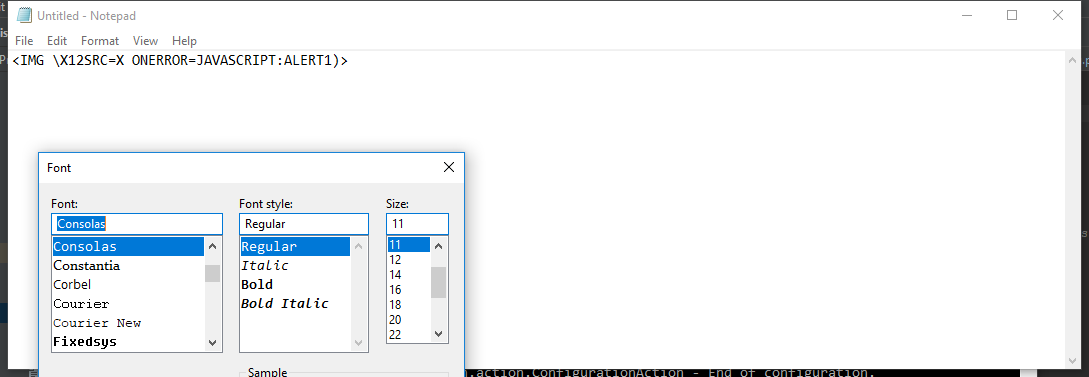 Untitled - Notepad
File Edit Format View Help
<IMG \X12SRC=X ONERROR=JAVASCRIPT:ALERT1)>
Font
Font: Font style: Size:
Consolas Regular 11
Consolas Regular 11
Constantia Italic 12
Corbel Bold 14
Courier Bold Italic 16
Courier New 18
Fixedsys 20
22
Sample
.action.ConfigurationAction - End of configuration.